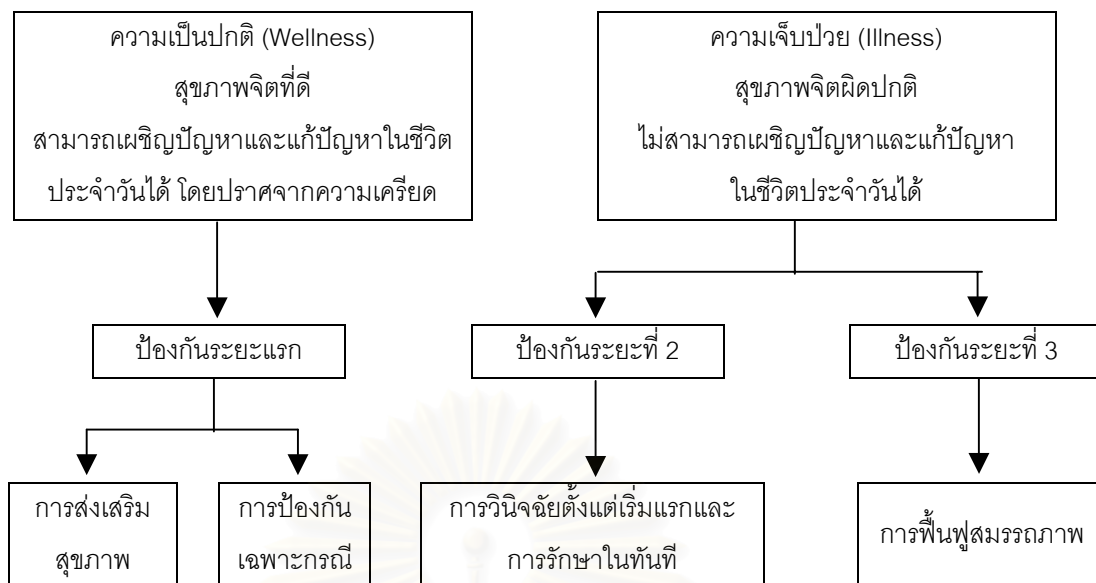 ความเป็นปกติ (Wellness)
สุขภาพจิตที่ดี
สามารถเผชิญปัญหาและแก้ปัญหาในชีวิต
ประจำวันได้ โดยปราศจากความเครียด
ความเจ็บป่วย (Illness)
สุขภาพจิตผิดปกติ
ไม่สามารถเผชิญปัญหาและแก้ปัญหา
ในชีวิตประจำวันได้
ป้องกันระยะแรก
ป้องกันระยะที่ 2
ป้องกันระยะที่ 3
การส่งเสริม
สุขภาพ
การป้องกัน
เฉพาะกรณี
การวินิจฉัยตั้งแต่เริ่มแรกและ
การรักษาในทันที
การฟื้นฟูสมรรถภาพ